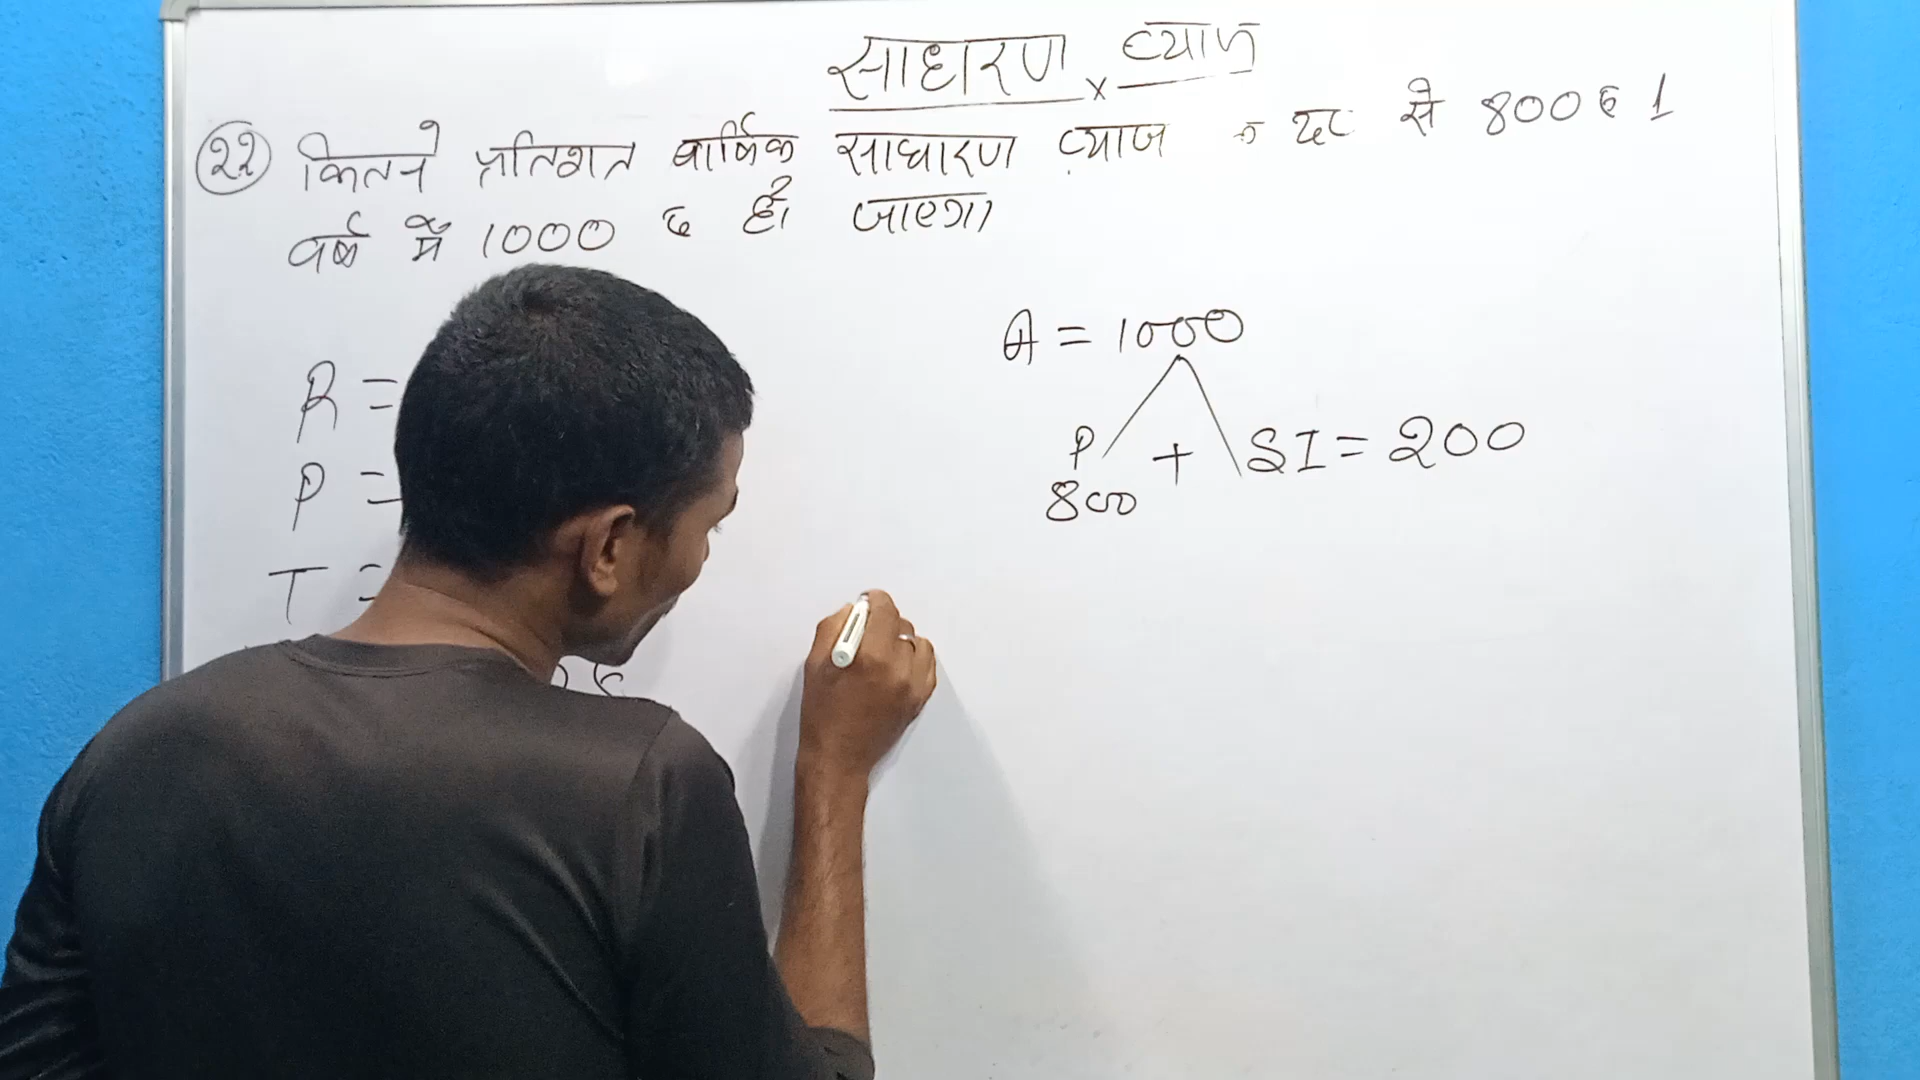 साधारण ब्याज
22 कितने प्रतिशत वार्षिक साधारण ब्याज के दर से 800 रु 1
वर्ष में 1000 रु हो जाएगा
A = 1000
R =
P + SI = 200
P =
800
T =